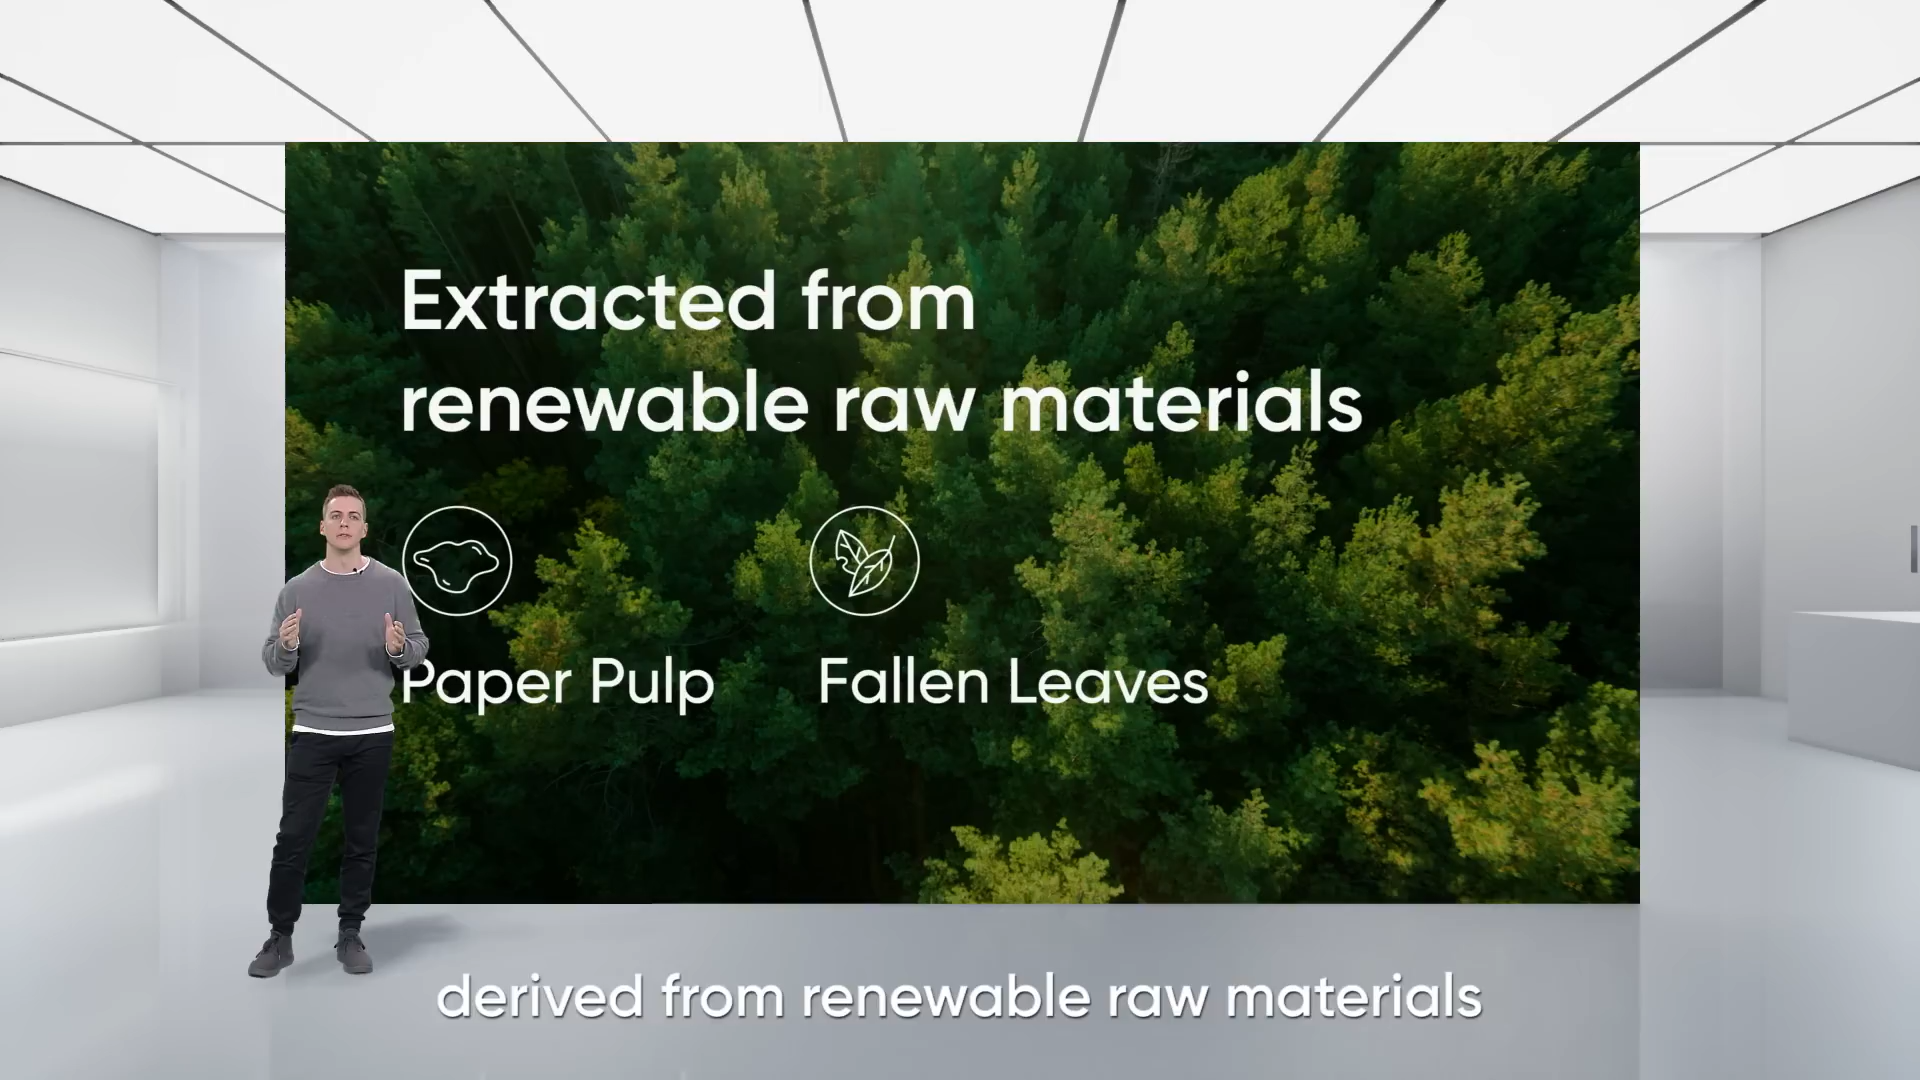 Extracted from
renewable raw materials
Paper Pulp
Fallen Leaves
derived from renewable raw materials